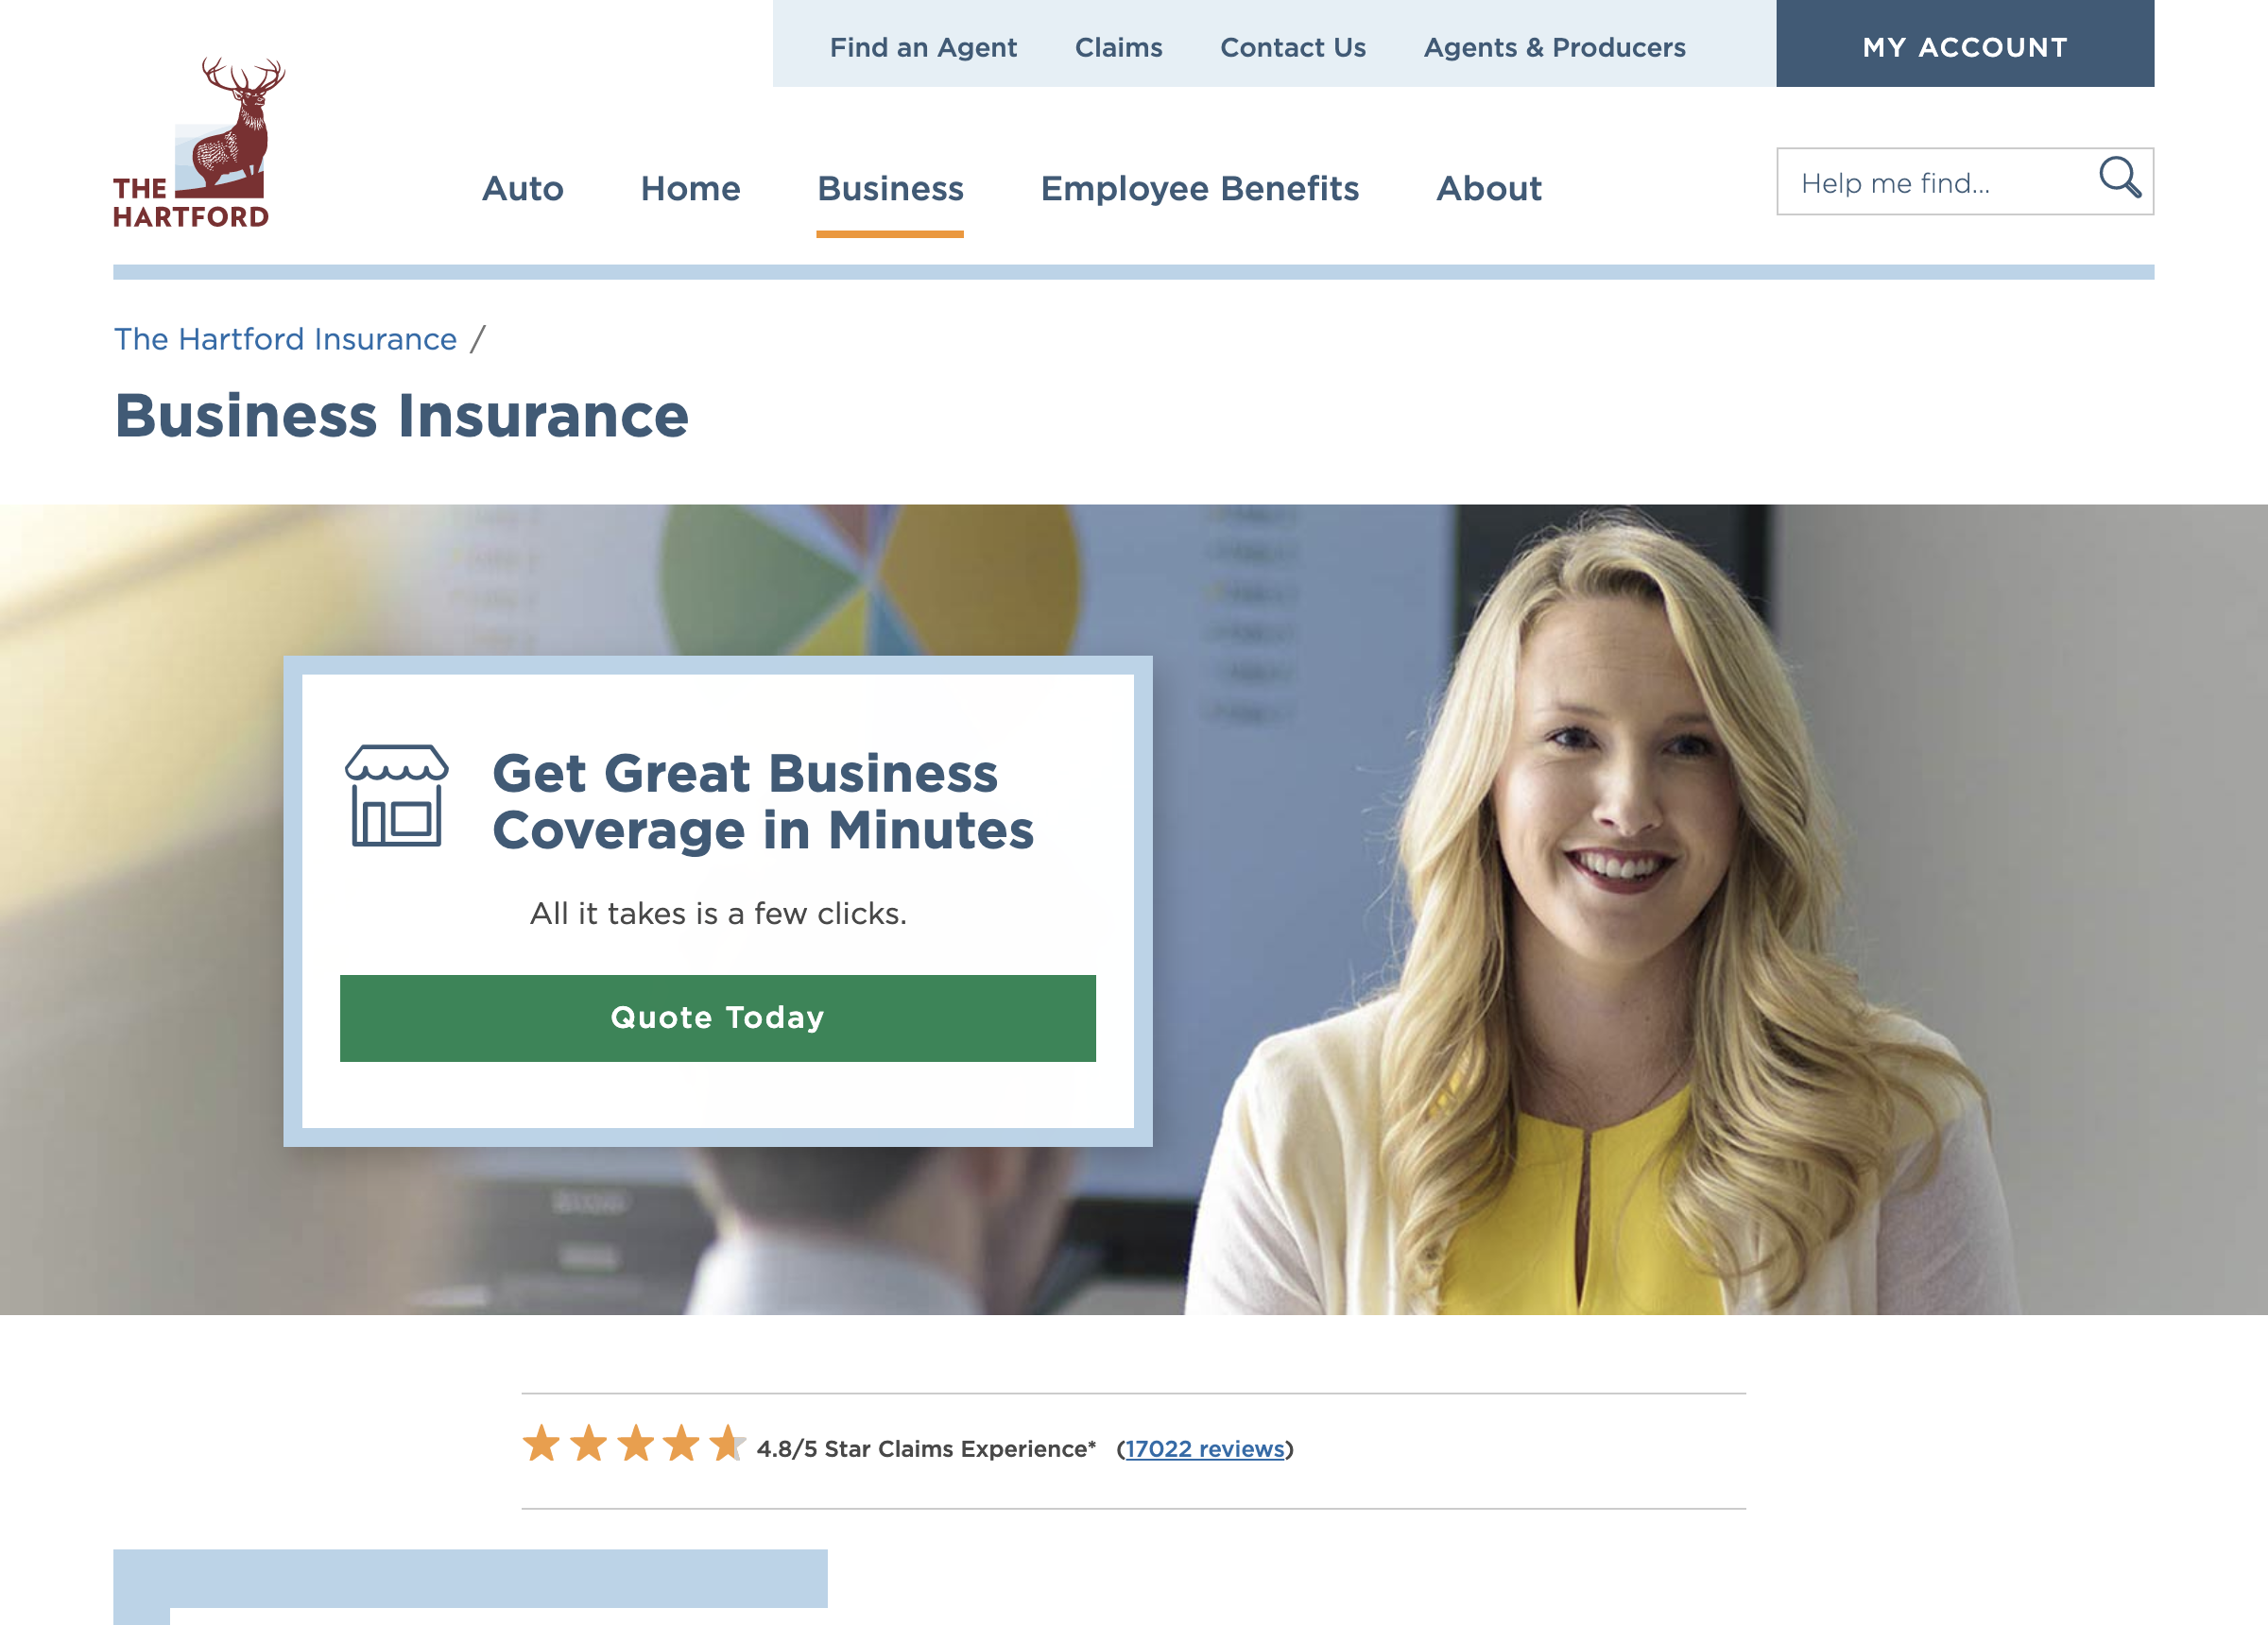 Find an Agent
Claims
Contact Us
Agents & Producers
MY ACCOUNT
THE
HARTFORD
Auto
Home
Business
Employee Benefits
About
Help me find...
The Hartford Insurance /
Business Insurance
Get Great Business
Coverage in Minutes
All it takes is a few clicks.
Quote Today
4.8/5 Star Claims Experience* (17022 reviews)